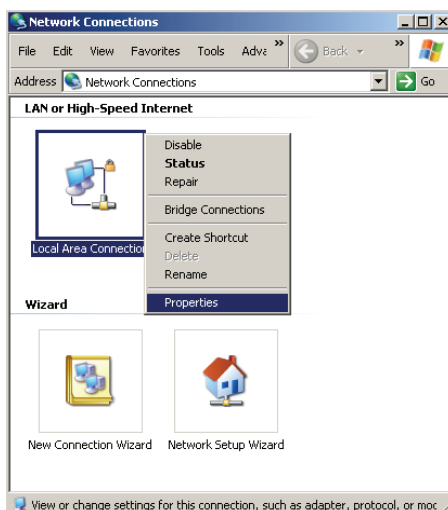 Network Connections
File Edit View Favorites Tools Adva » Back »
Address Network Connections Go
LAN or High-Speed Internet
Local Area Connection
Disable
Status
Repair
Bridge Connections
Create Shortcut
Delete
Rename
Properties
Wizard
New Connection Wizard Network Setup Wizard
View or change settings for this connection, such as adapter, protocol, or moc